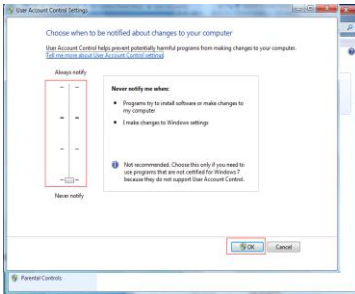 User Account Control Settings
Choose when to be notified about changes to your computer
User Account Control helps prevent potentially harmful programs from making changes to your computer.
Tell me more about User Account Control settings
Always notify
Never notify me when:
Programs try to install software or make changes to
my computer
I make changes to Windows settings
Not recommended. Choose this only if you need to
use programs that are not certified for Windows 7
because they do not support User Account Control.
Never notify
OK
Cancel
Parental Controls